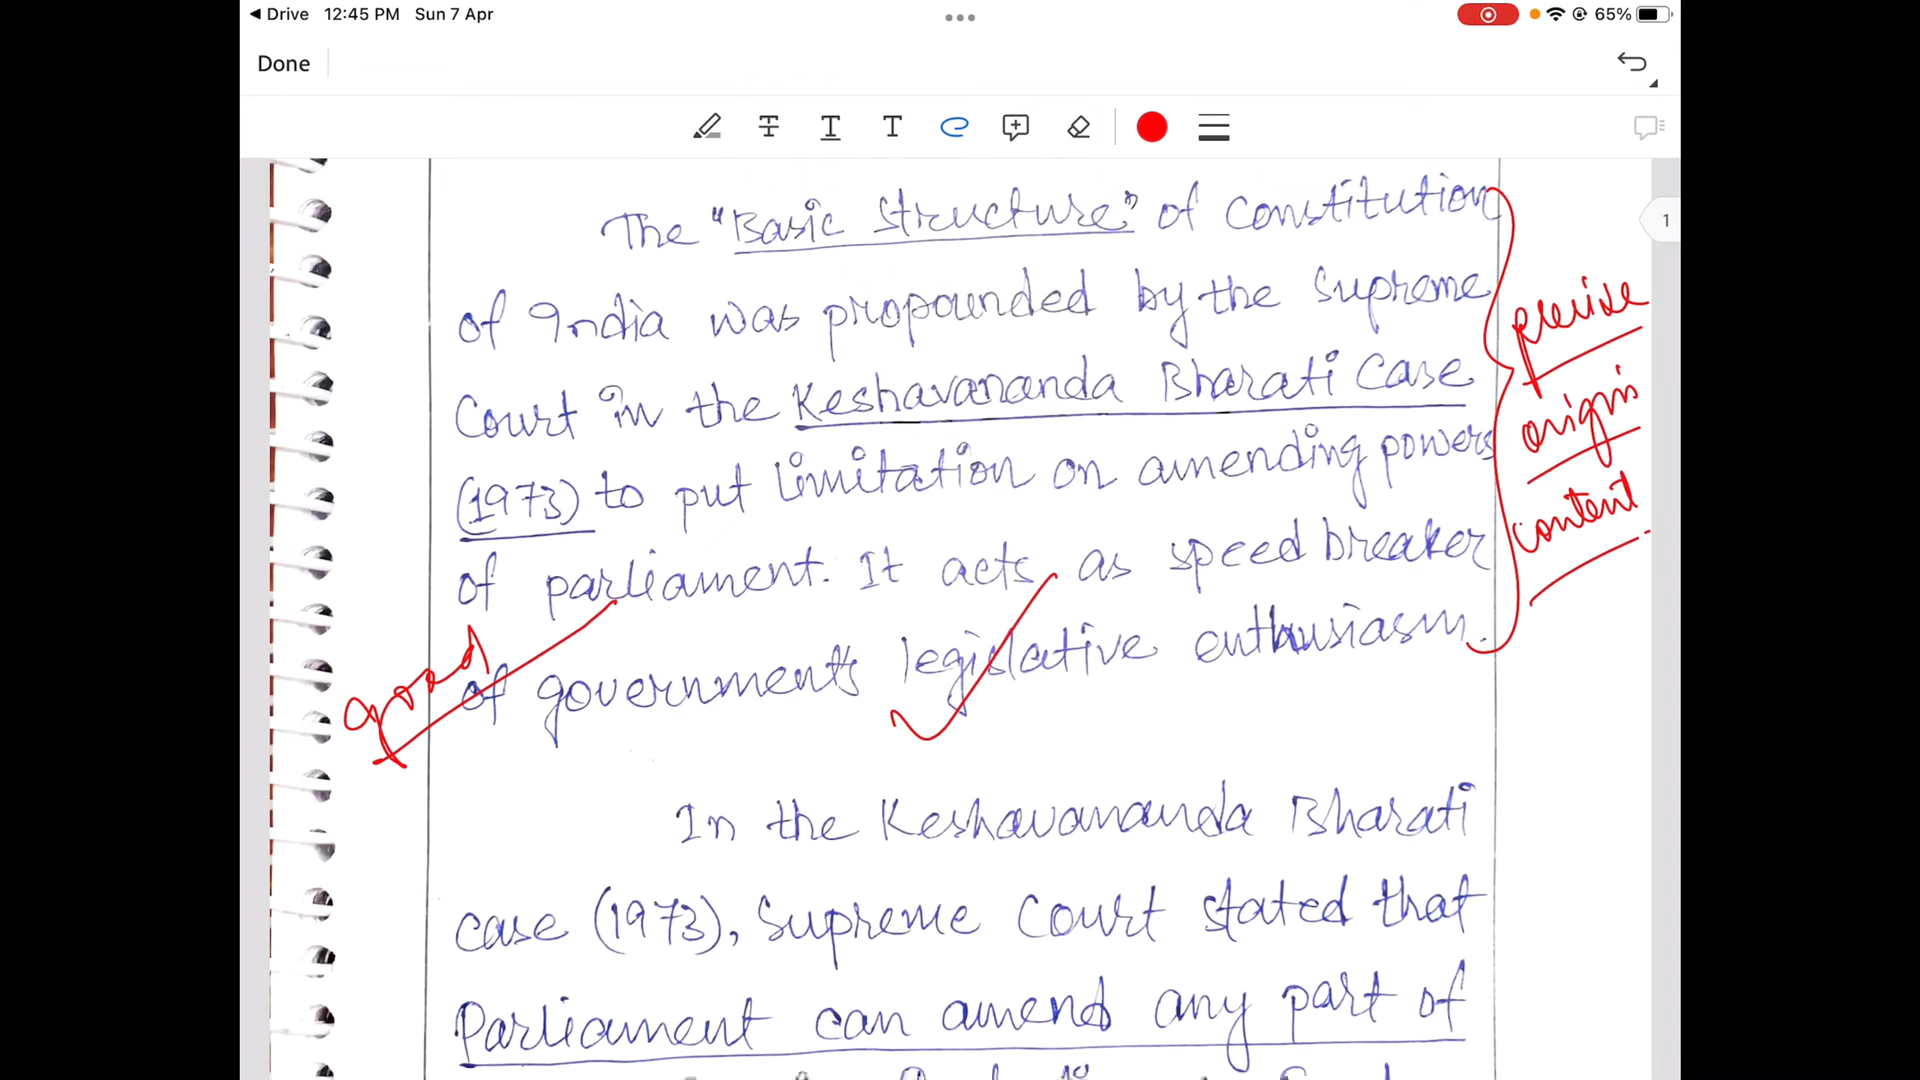 Drive 12:45 PM Sun 7 Apr
65%
Done
1
The "Basic Structure" of Constitution
of India was propounded by the Supreme
Court in the Keshavananda Bharati Case
(1973) to put limitation on amending powers
of parliament. It acts as speed breaker
of governments legislative enthusiasm.
precise
origin
content
good
In the Keshavananda Bharati
case (1973), Supreme Court stated that
Parliament can amend any part of